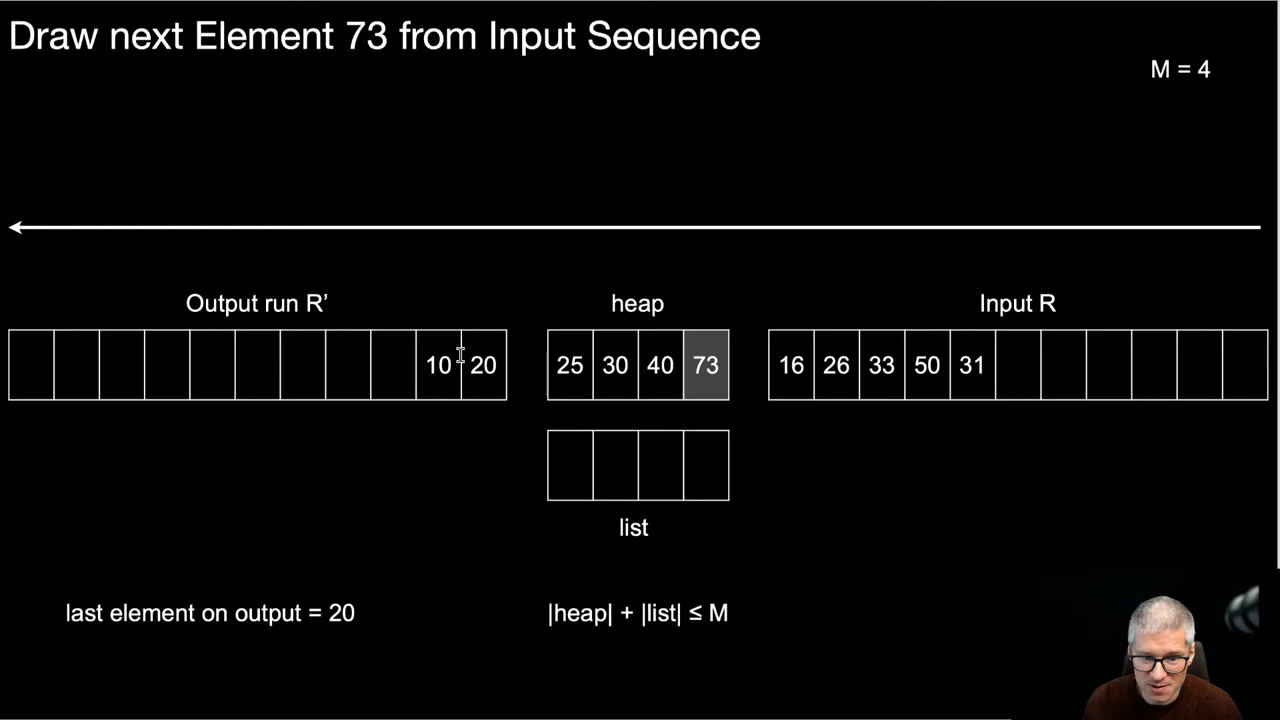 Draw next Element 73 from Input Sequence
M = 4
Output run R’
heap
Input R
10 20
25 30 40 73
16 26 33 50 31
list
last element on output = 20
|heap| + |list| ≤ M